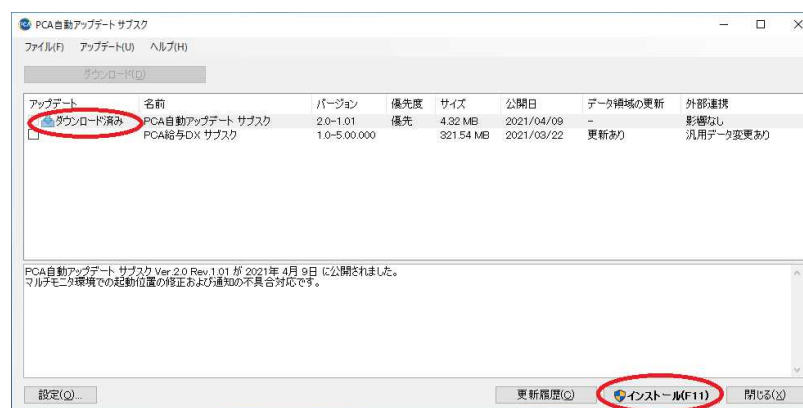 PCA自動アップデート サブスク
ファイル(F) アップデート(U) ヘルプ(H)
ダウンロード(D)
アップデート 名前 バージョン 優先度 サイズ 公開日 データ領域の更新 外部連携
ダウンロード済み PCA自動アップデート サブスク 2.0-1.01 優先 4.32 MB 2021/04/09 - 影響なし
PCA給与DX サブスク 1.0-5.00.000 321.54 MB 2021/03/22 更新あり 汎用データ変更あり
PCA自動アップデート サブスク Ver.2.0 Rev.1.01 が 2021年 4月 9日 に公開されました。
マルチモニタ環境での起動位置の修正および通知の不具合対応です。
設定(O)... 更新履歴(C) インストール(F11) 閉じる(X)